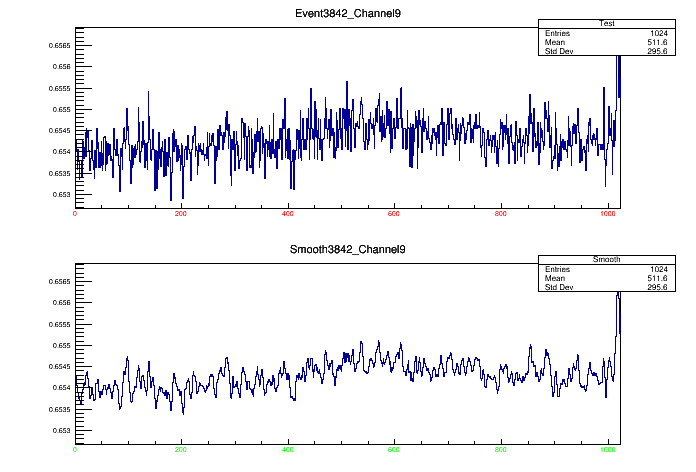 Event3842_Channel9
Test
Entries 1024
Mean 511.6
Std Dev 295.6
0.6565
0.656
0.6555
0.655
0.6545
0.654
0.6535
0.653
0 200 400 600 800 1000
Smooth3842_Channel9
Smooth
Entries 1024
Mean 511.6
Std Dev 295.6
0.6565
0.656
0.6555
0.655
0.6545
0.654
0.6535
0.653
0 200 400 600 800 1000